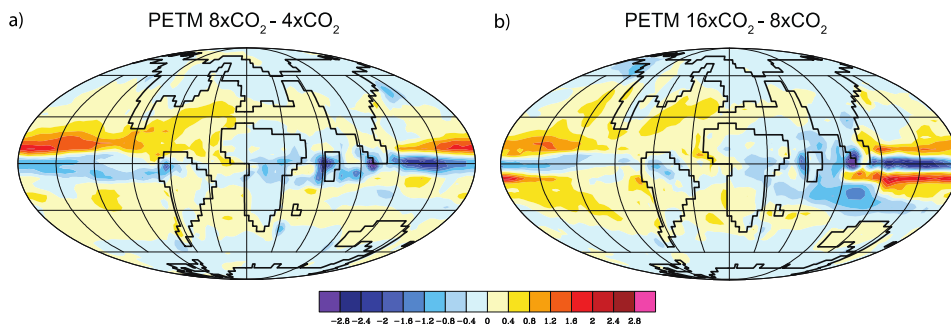 a) PETM 8xCO₂ - 4xCO₂
b) PETM 16xCO₂ - 8xCO₂
-2.8 -2.4 -2 -1.6 -1.2 -0.8 -0.4 0 0.4 0.8 1.2 1.6 2 2.4 2.8